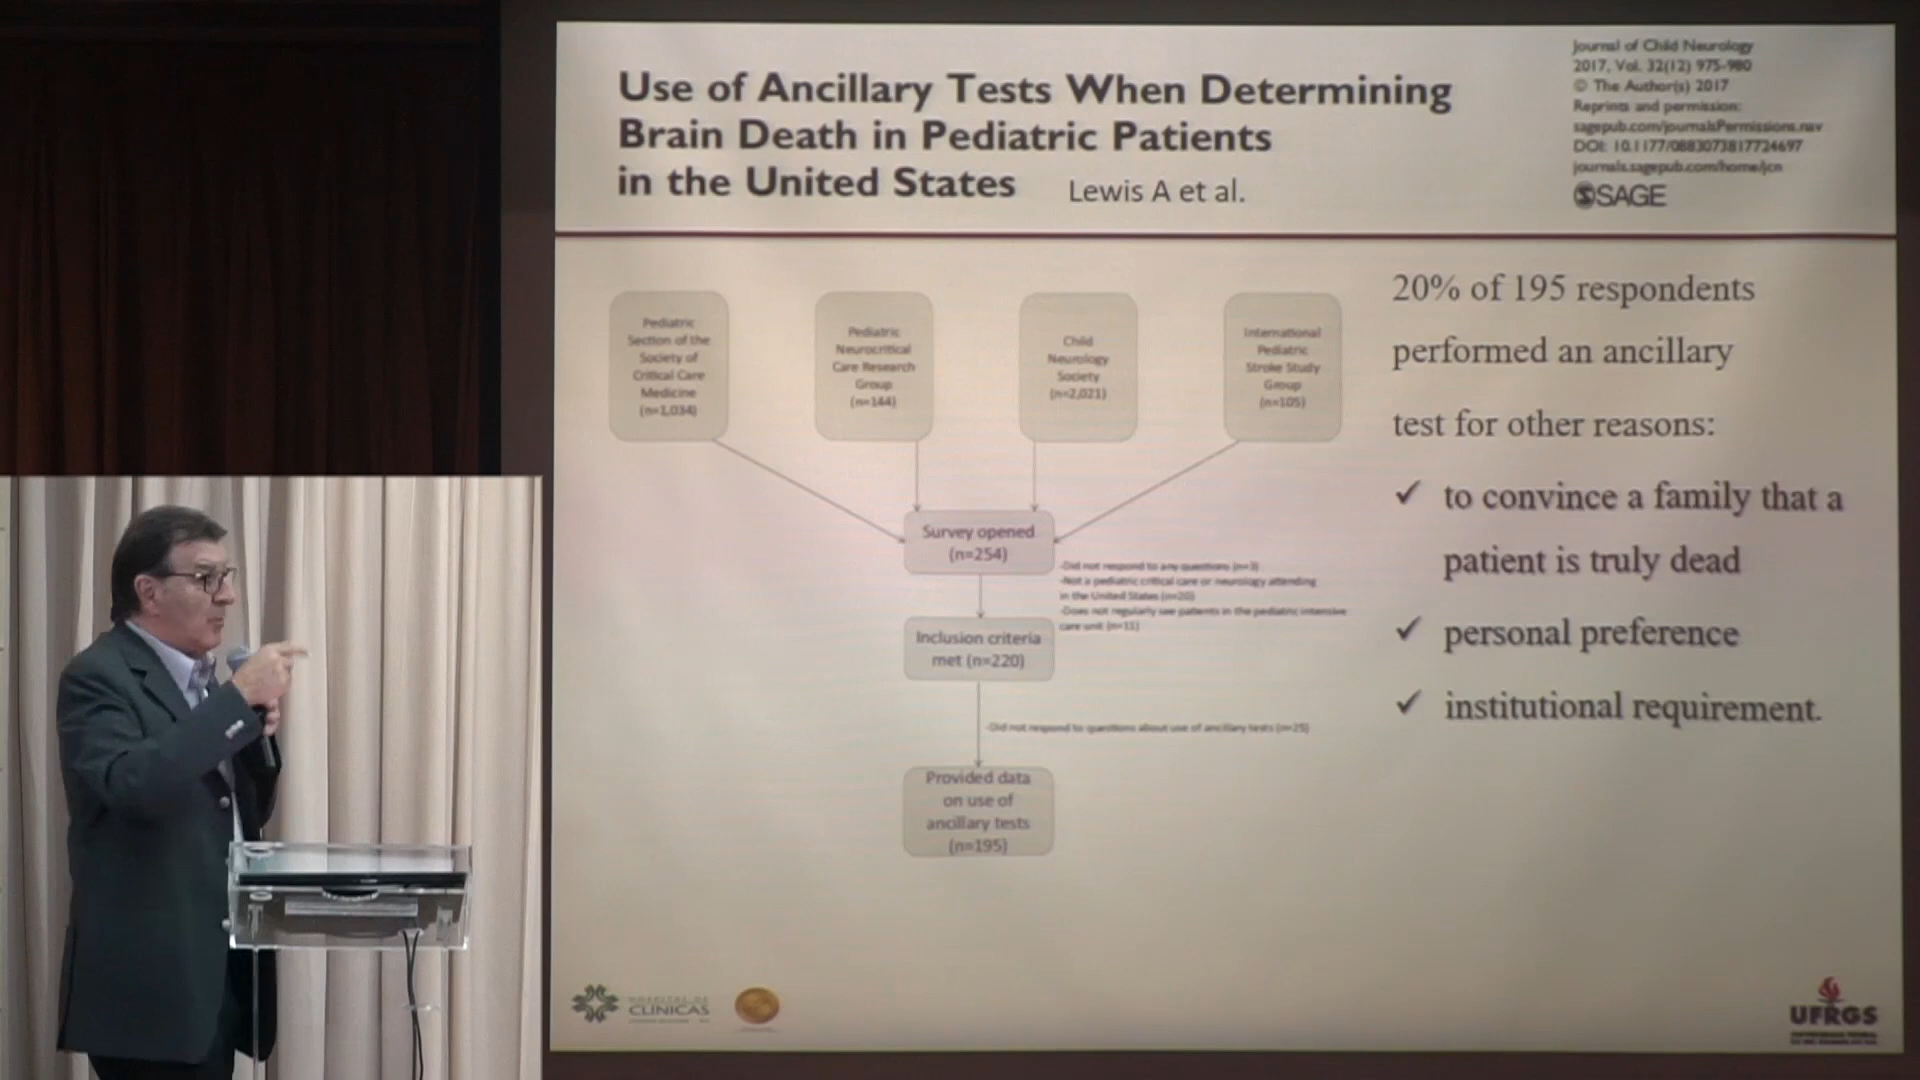 Use of Ancillary Tests When Determining
Brain Death in Pediatric Patients
in the United States Lewis A et al.
Journal of Child Neurology
2017, Vol. 32(12) 975-980
© The Author(s) 2017
Reprints and permission:
sagepub.com/journalsPermissions.nav
DOI: 10.1177/0883073817724697
journals.sagepub.com/home/jcn
SAGE
Pediatric
Section of the
Society of
Critical Care
Medicine
(n=1,034)
Pediatric
Neurocritical
Care Research
Group
(n=144)
Child
Neurology
Society
(n=2,021)
International
Pediatric
Stroke Study
Group
(n=105)
Survey opened
(n=254)
-Did not respond to any questions (n=3)
-Not a pediatric critical care or neurology attending
in the United States (n=20)
-Does not regularly see patients in the pediatric intensive
care unit (n=11)
Inclusion criteria
met (n=220)
-Did not respond to questions about use of ancillary tests (n=25)
Provided data
on use of
ancillary tests
(n=195)
20% of 195 respondents
performed an ancillary
test for other reasons:
✓ to convince a family that a
patient is truly dead
✓ personal preference
✓ institutional requirement.
HOSPITAL DE
CLINICAS
UFRGS